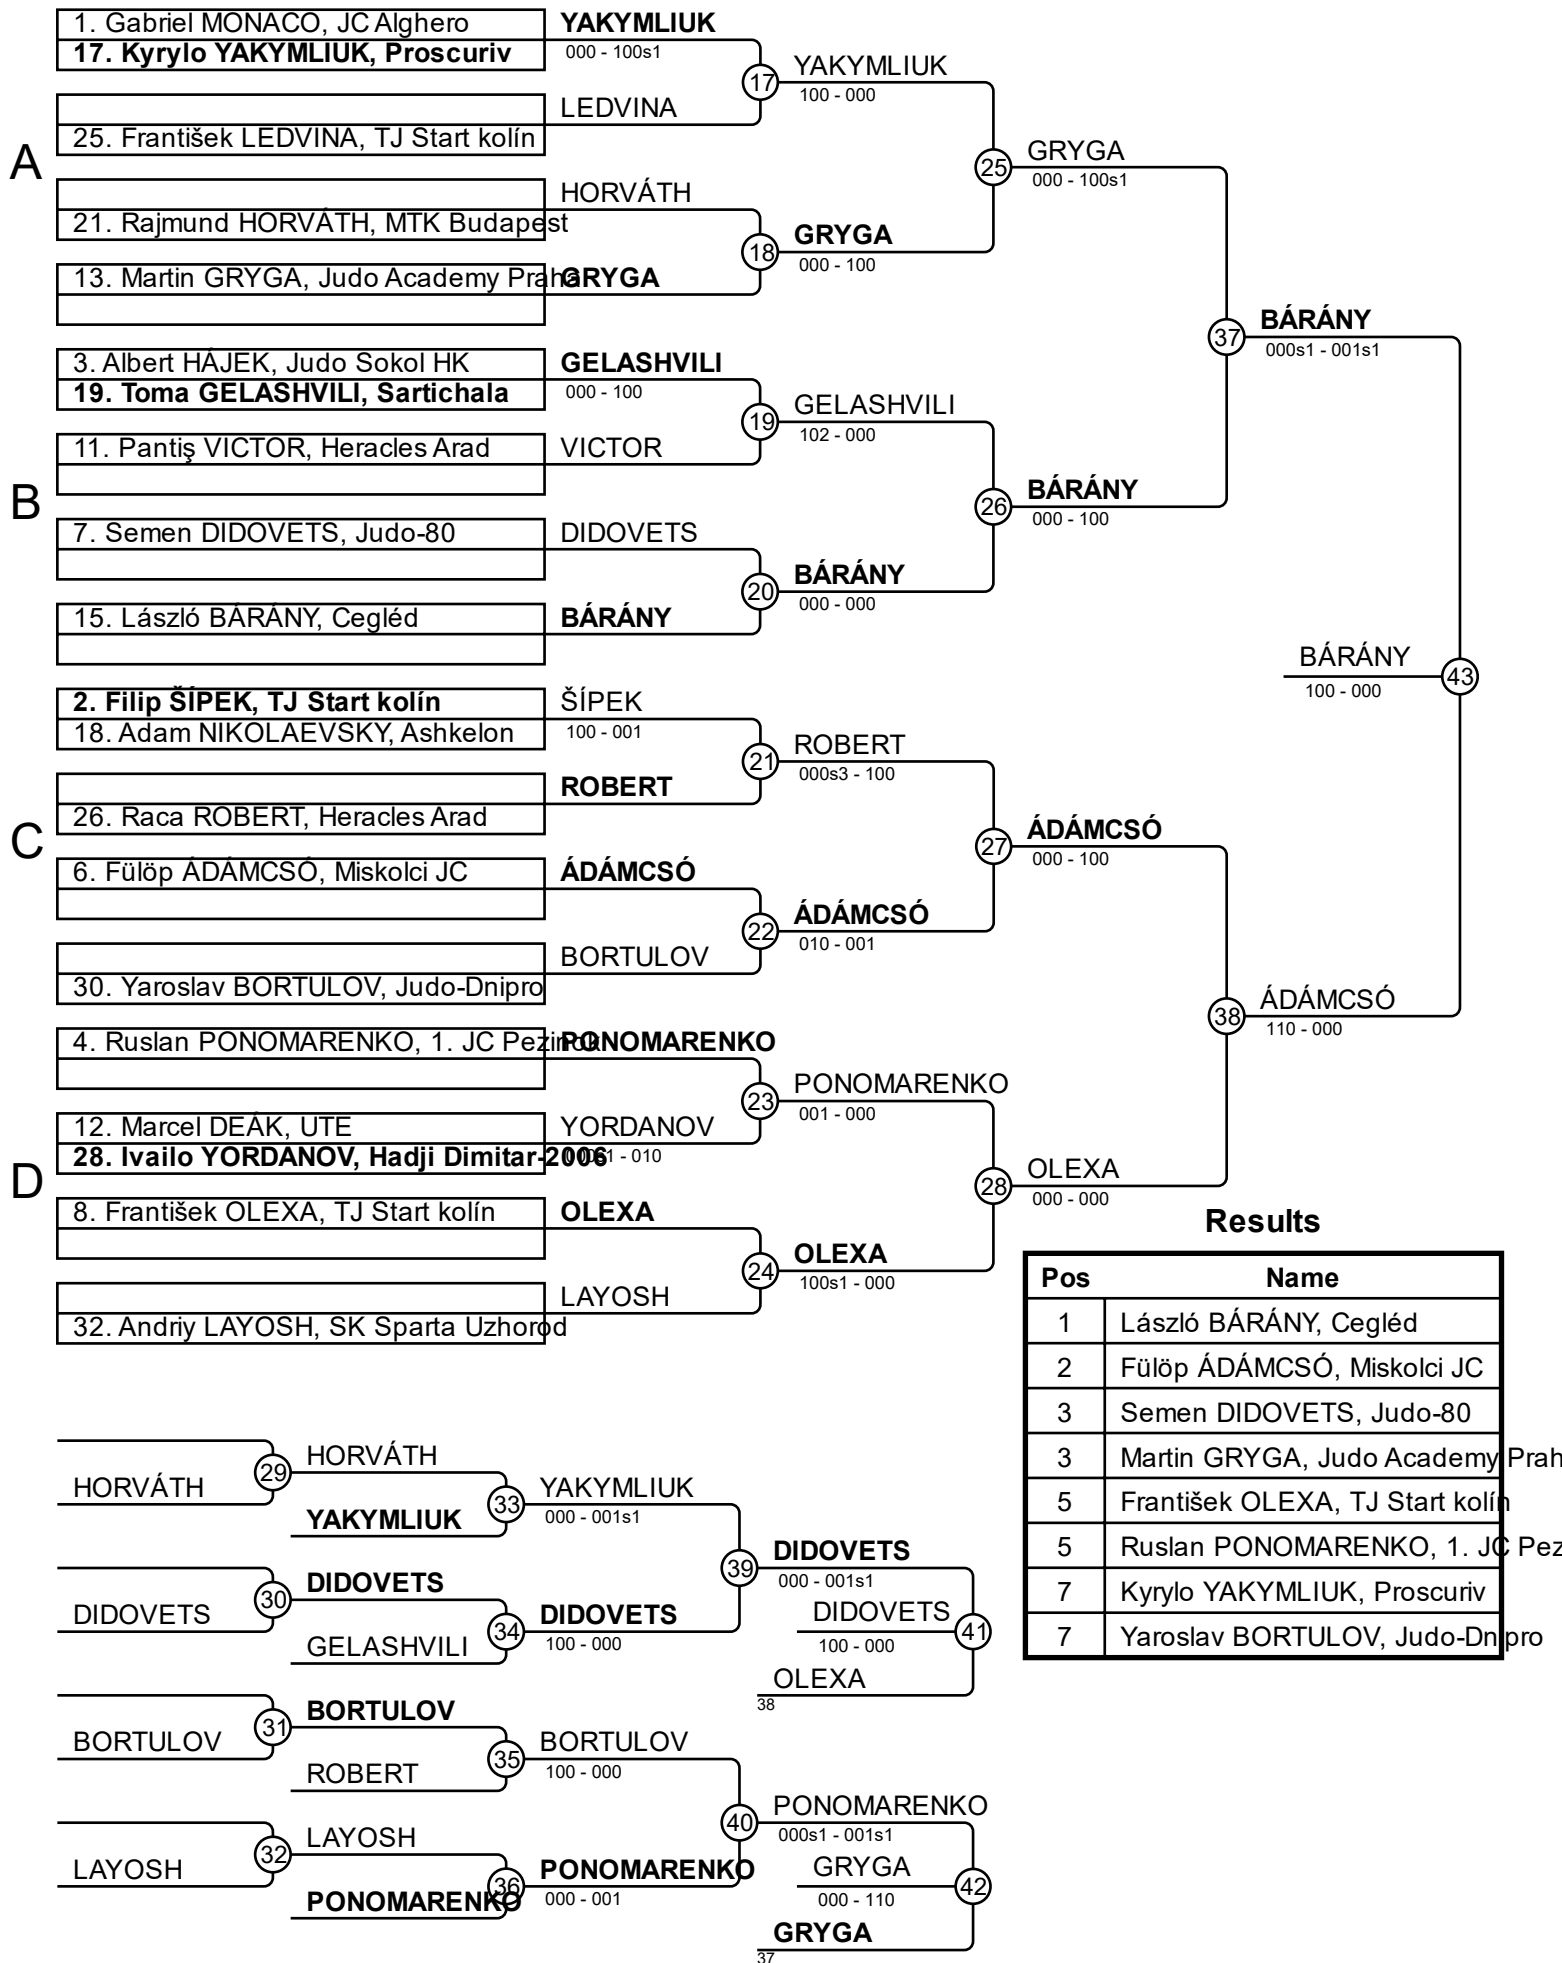 1. Gabriel MONACO, JC Alghero
17. Kyrylo YAKYMLIUK, Proscuriv
YAKYMLIUK
000 - 100s1
25. František LEDVINA, TJ Start kolín
LEDVINA
17
YAKYMLIUK
100 - 000
A
21. Rajmund HORVÁTH, MTK Budapest
HORVÁTH
13. Martin GRYGA, Judo Academy Praha
GRYGA
18
GRYGA
000 - 100
25
GRYGA
000 - 100s1
3. Albert HÁJEK, Judo Sokol HK
19. Toma GELASHVILI, Sartichala
GELASHVILI
000 - 100
11. Pantiş VICTOR, Heracles Arad
VICTOR
19
GELASHVILI
102 - 000
B
7. Semen DIDOVETS, Judo-80
DIDOVETS
15. László BÁRÁNY, Cegléd
BÁRÁNY
20
BÁRÁNY
000 - 000
26
BÁRÁNY
000 - 100
37
BÁRÁNY
000s1 - 001s1
2. Filip ŠÍPEK, TJ Start kolín
18. Adam NIKOLAEVSKY, Ashkelon
ŠÍPEK
100 - 001
26. Raca ROBERT, Heracles Arad
ROBERT
21
ROBERT
000s3 - 100
C
6. Fülöp ÁDÁMCSÓ, Miskolci JC
ÁDÁMCSÓ
30. Yaroslav BORTULOV, Judo-Dnipro
BORTULOV
22
ÁDÁMCSÓ
010 - 001
27
ÁDÁMCSÓ
000 - 100
4. Ruslan PONOMARENKO, 1. JC Pezinok
PONOMARENKO
12. Marcel DEÁK, UTE
28. Ivailo YORDANOV, Hadji Dimitar-2006
YORDANOV
000s1 - 010
23
PONOMARENKO
001 - 000
D
8. František OLEXA, TJ Start kolín
OLEXA
32. Andriy LAYOSH, SK Sparta Uzhorod
LAYOSH
24
OLEXA
100s1 - 000
28
OLEXA
000 - 000
38
ÁDÁMCSÓ
110 - 000
BÁRÁNY
100 - 000
43
Results
Pos Name
1 László BÁRÁNY, Cegléd
2 Fülöp ÁDÁMCSÓ, Miskolci JC
3 Semen DIDOVETS, Judo-80
3 Martin GRYGA, Judo Academy Prah
5 František OLEXA, TJ Start kolín
5 Ruslan PONOMARENKO, 1. JC Pez
7 Kyrylo YAKYMLIUK, Proscuriv
7 Yaroslav BORTULOV, Judo-Dnipro
HORVÁTH
29
HORVÁTH
YAKYMLIUK
33
YAKYMLIUK
000 - 001s1
DIDOVETS
30
DIDOVETS
GELASHVILI
34
DIDOVETS
100 - 000
39
DIDOVETS
000 - 001s1
DIDOVETS
100 - 000
41
OLEXA
38
BORTULOV
31
BORTULOV
ROBERT
35
BORTULOV
100 - 000
LAYOSH
32
LAYOSH
PONOMARENKO
36
PONOMARENKO
000 - 001
40
PONOMARENKO
000s1 - 001s1
GRYGA
000 - 110
42
GRYGA
37